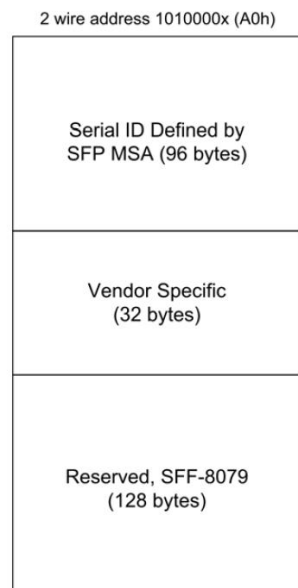 2 wire address 1010000x (A0h)
Serial ID Defined by
SFP MSA (96 bytes)
Vendor Specific
(32 bytes)
Reserved, SFF-8079
(128 bytes)